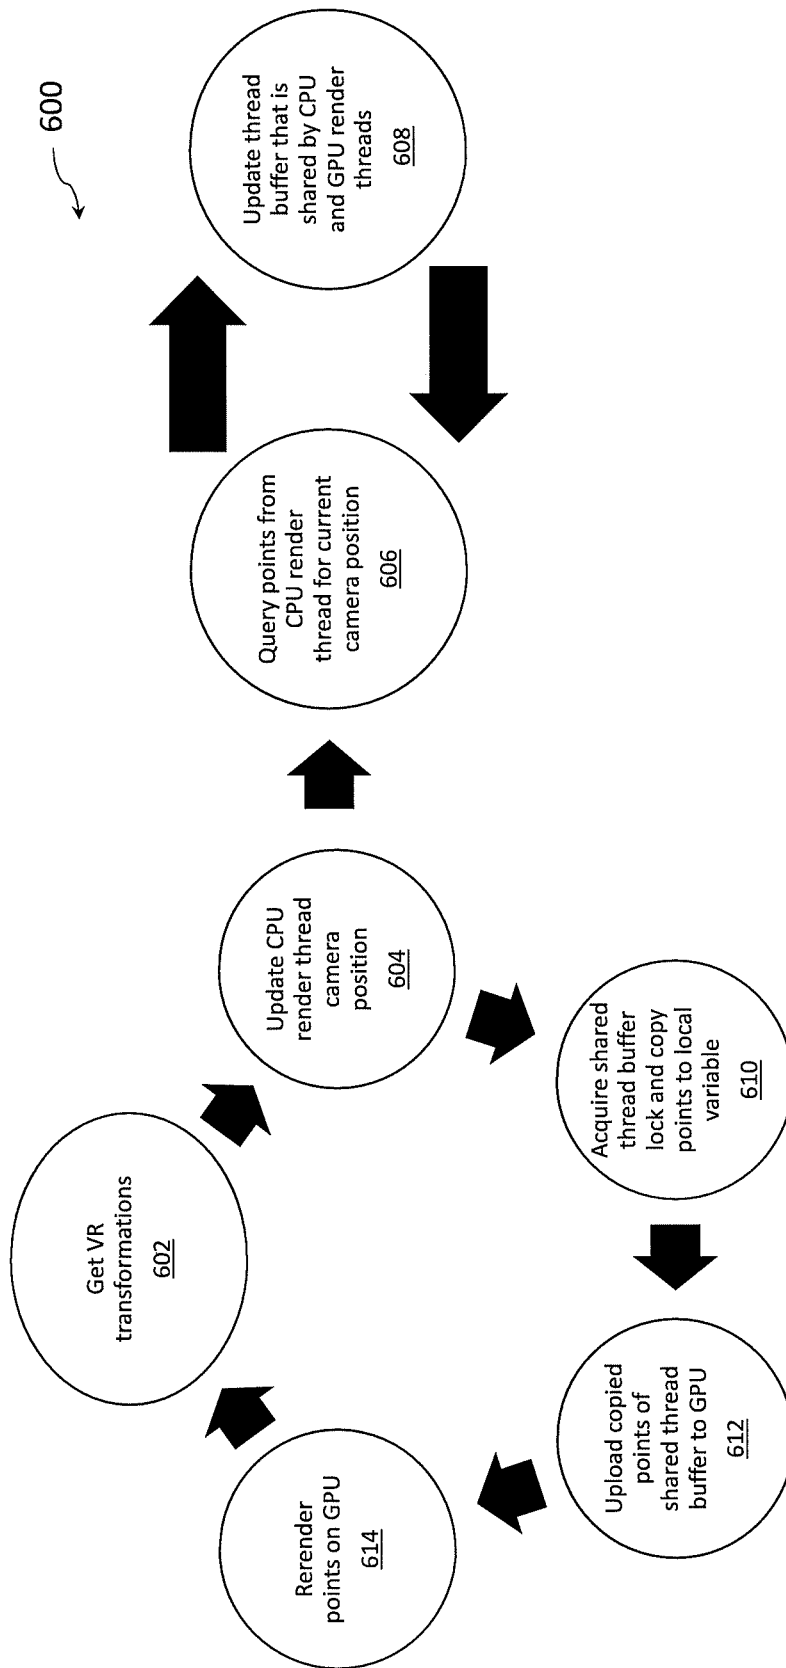 600
Get VR
transformations
602
Update CPU
render thread
camera
position
604
Query points from
CPU render
thread for current
camera position
606
Update thread
buffer that is
shared by CPU
and GPU render
threads
608
Acquire shared
thread buffer
lock and copy
points to local
variable
610
Upload copied
points of
shared thread
buffer to GPU
612
Rerender
points on GPU
614